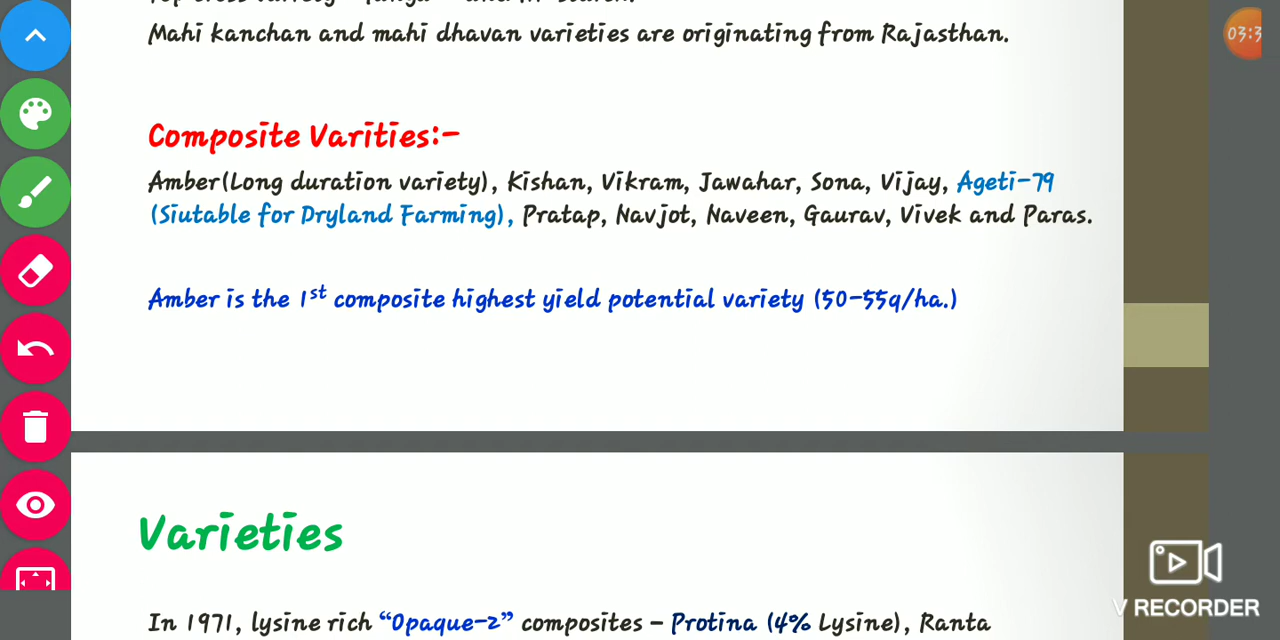 Mahi kanchan and mahi dhavan varieties are originating from Rajasthan.
Composite Varities:-
Amber(Long duration variety), Kishan, Vikram, Jawahar, Sona, Vijay, Ageti-79
(Siutable for Dryland Farming), Pratap, Navjot, Naveen, Gaurav, Vivek and Paras.
Amber is the 1st composite highest yield potential variety (50-55q/ha.)
Varieties
In 1971, lysine rich “Opaque-2” composites – Protina (4% Lysine), Ranta
03:3
V RECORDER